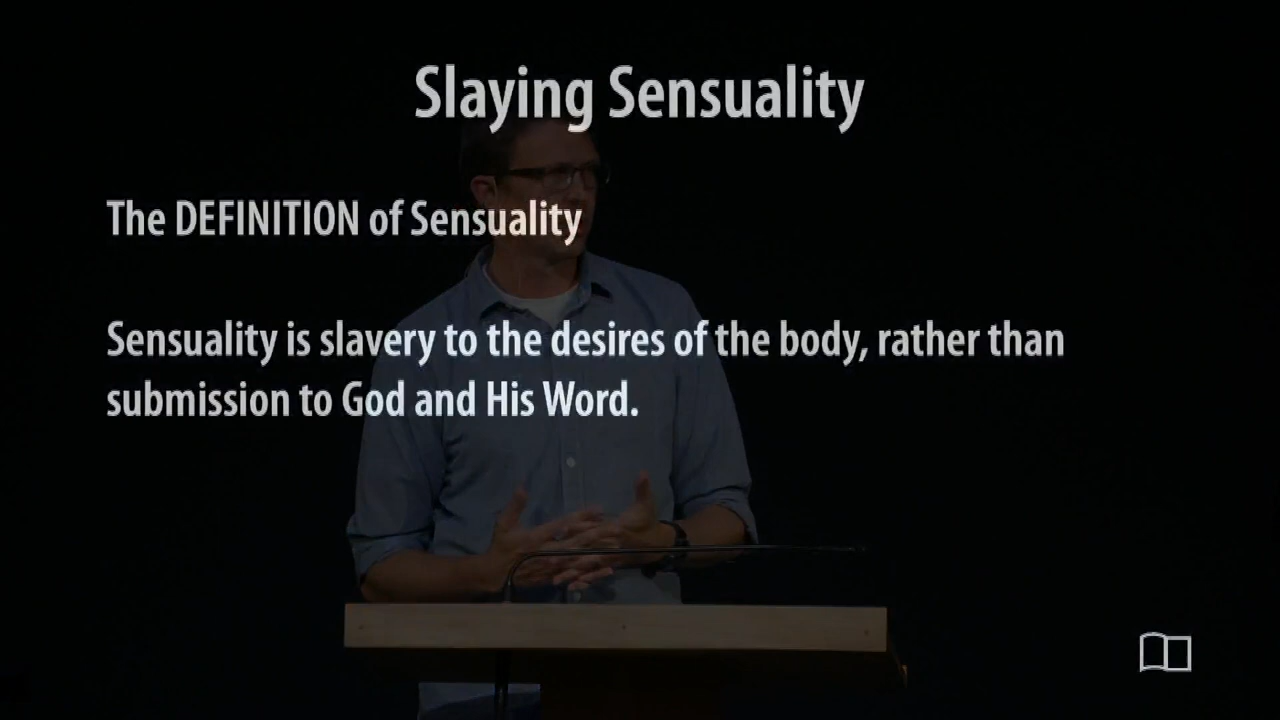 Slaying Sensuality
The DEFINITION of Sensuality
Sensuality is slavery to the desires of the body, rather than
submission to God and His Word.